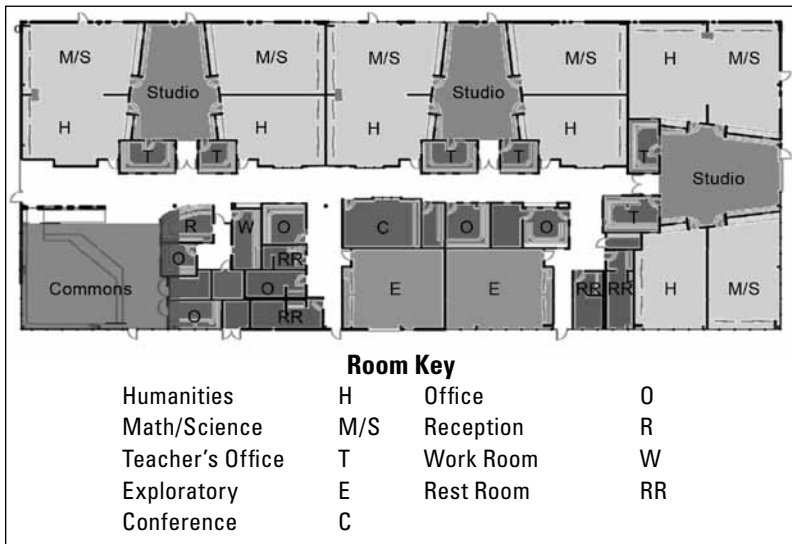 M/S M/S M/S M/S H M/S
Studio Studio
H H H H
T T T T T
Studio
T
R W O C O O
O RR
Commons O E E RR RR H M/S
O RR
Room Key
Humanities H Office O
Math/Science M/S Reception R
Teacher's Office T Work Room W
Exploratory E Rest Room RR
Conference C